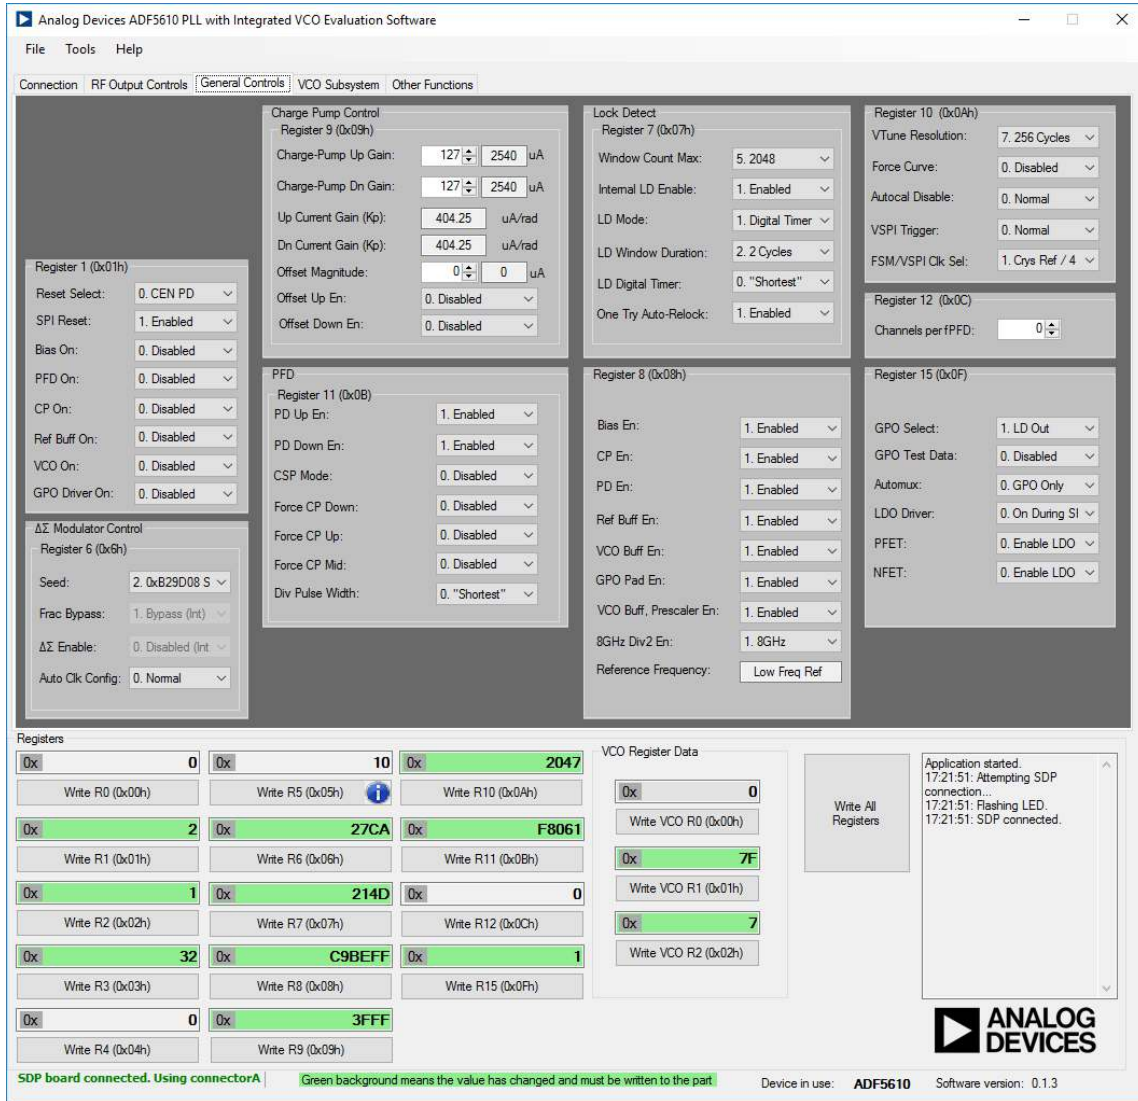 Analog Devices ADF5610 PLL with Integrated VCO Evaluation Software
File Tools Help
Connection RF Output Controls General Controls VCO Subsystem Other Functions
Register 1 (0x01h)
Reset Select: 0. CEN PD
SPI Reset: 1. Enabled
Bias On: 0. Disabled
PFD On: 0. Disabled
CP On: 0. Disabled
Ref Buff On: 0. Disabled
VCO On: 0. Disabled
GPO Driver On: 0. Disabled
ΔΣ Modulator Control
Register 6 (0x6h)
Seed: 2. 0xB29D08 S
Frac Bypass: 1. Bypass (Int)
ΔΣ Enable: 0. Disabled (Int
Auto Clk Config: 0. Normal
Charge Pump Control
Register 9 (0x09h)
Charge-Pump Up Gain: 127 2540 uA
Charge-Pump Dn Gain: 127 2540 uA
Up Current Gain (Kp): 404.25 uA/rad
Dn Current Gain (Kp): 404.25 uA/rad
Offset Magnitude: 0 0 uA
Offset Up En: 0. Disabled
Offset Down En: 0. Disabled
PFD
Register 11 (0x0B)
PD Up En: 1. Enabled
PD Down En: 1. Enabled
CSP Mode: 0. Disabled
Force CP Down: 0. Disabled
Force CP Up: 0. Disabled
Force CP Mid: 0. Disabled
Div Pulse Width: 0. "Shortest"
Lock Detect
Register 7 (0x07h)
Window Count Max: 5. 2048
Internal LD Enable: 1. Enabled
LD Mode: 1. Digital Timer
LD Window Duration: 2. 2 Cycles
LD Digital Timer: 0. "Shortest"
One Try Auto-Relock: 1. Enabled
Register 8 (0x08h)
Bias En: 1. Enabled
CP En: 1. Enabled
PD En: 1. Enabled
Ref Buff En: 1. Enabled
VCO Buff En: 1. Enabled
GPO Pad En: 1. Enabled
VCO Buff, Prescaler En: 1. Enabled
8GHz Div2 En: 1. 8GHz
Reference Frequency: Low Freq Ref
Register 10 (0x0Ah)
VTune Resolution: 7. 256 Cycles
Force Curve: 0. Disabled
Autocal Disable: 0. Normal
VSPI Trigger: 0. Normal
FSM/VSPI Clk Sel: 1. Crys Ref / 4
Register 12 (0x0C)
Channels per fPFD: 0
Register 15 (0x0F)
GPO Select: 1. LD Out
GPO Test Data: 0. Disabled
Automux: 0. GPO Only
LDO Driver: 0. On During SI
PFET: 0. Enable LDO
NFET: 0. Enable LDO
Registers
0x 0 0x 10 0x 2047
Write R0 (0x00h) Write R5 (0x05h) Write R10 (0x0Ah)
0x 2 0x 27CA 0x F8061
Write R1 (0x01h) Write R6 (0x06h) Write R11 (0x0Bh)
0x 1 0x 214D 0x 0
Write R2 (0x02h) Write R7 (0x07h) Write R12 (0x0Ch)
0x 32 0x C9BEFF 0x 1
Write R3 (0x03h) Write R8 (0x08h) Write R15 (0x0Fh)
0x 0 0x 3FFF
Write R4 (0x04h) Write R9 (0x09h)
VCO Register Data
0x 0
Write VCO R0 (0x00h)
0x 7F
Write VCO R1 (0x01h)
0x 7
Write VCO R2 (0x02h)
Write All
Registers
Application started.
17:21:51: Attempting SDP
connection...
17:21:51: Flashing LED.
17:21:51: SDP connected.
ANALOG
DEVICES
SDP board connected. Using connectorA Green background means the value has changed and must be written to the part Device in use: ADF5610 Software version: 0.1.3